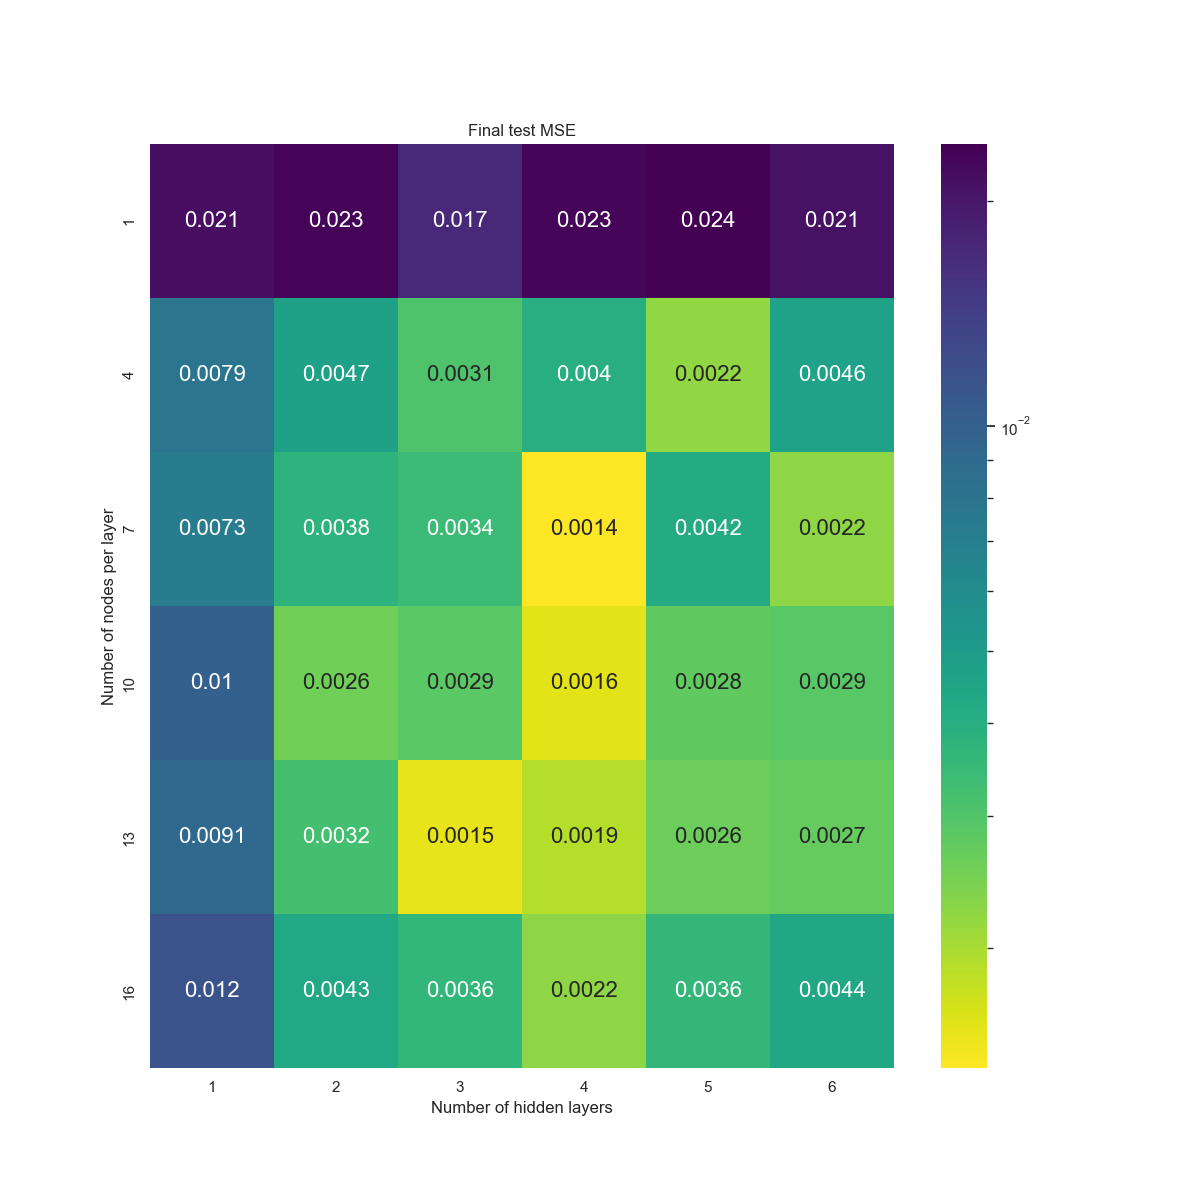 Final test MSE
Number of nodes per layer
1 0.021 0.023 0.017 0.023 0.024 0.021
4 0.0079 0.0047 0.0031 0.004 0.0022 0.0046
7 0.0073 0.0038 0.0034 0.0014 0.0042 0.0022
10 0.01 0.0026 0.0029 0.0016 0.0028 0.0029
13 0.0091 0.0032 0.0015 0.0019 0.0026 0.0027
16 0.012 0.0043 0.0036 0.0022 0.0036 0.0044
1 2 3 4 5 6
Number of hidden layers
10⁻²